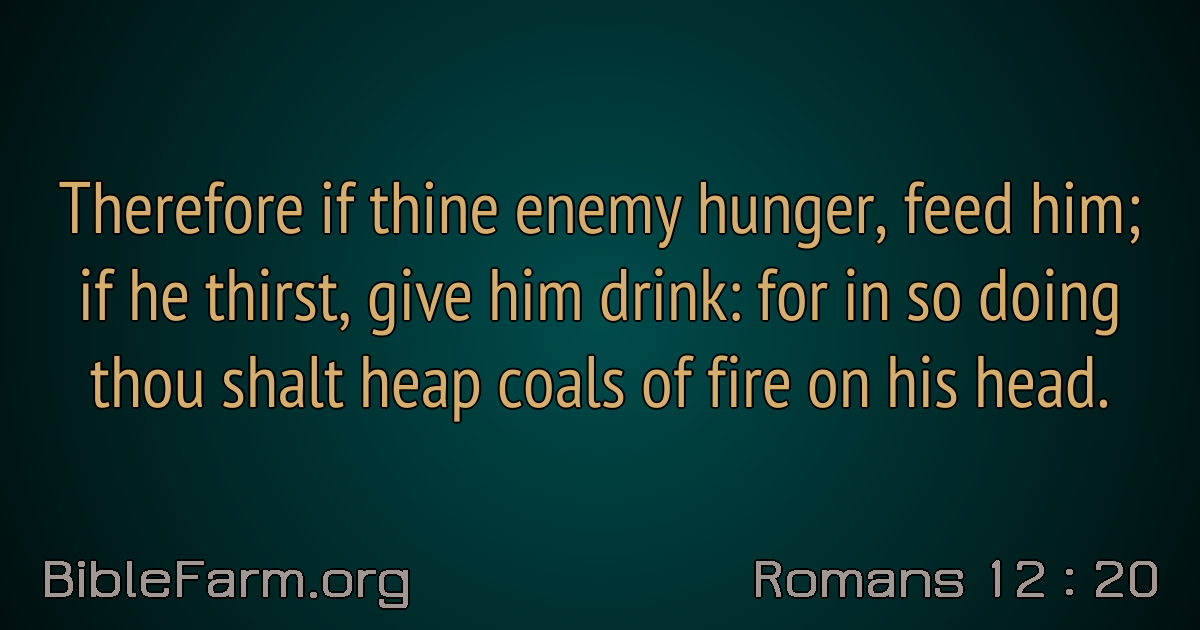 Therefore if thine enemy hunger, feed him;
if he thirst, give him drink: for in so doing
thou shalt heap coals of fire on his head.
BibleFarm.org
Romans 12 : 20